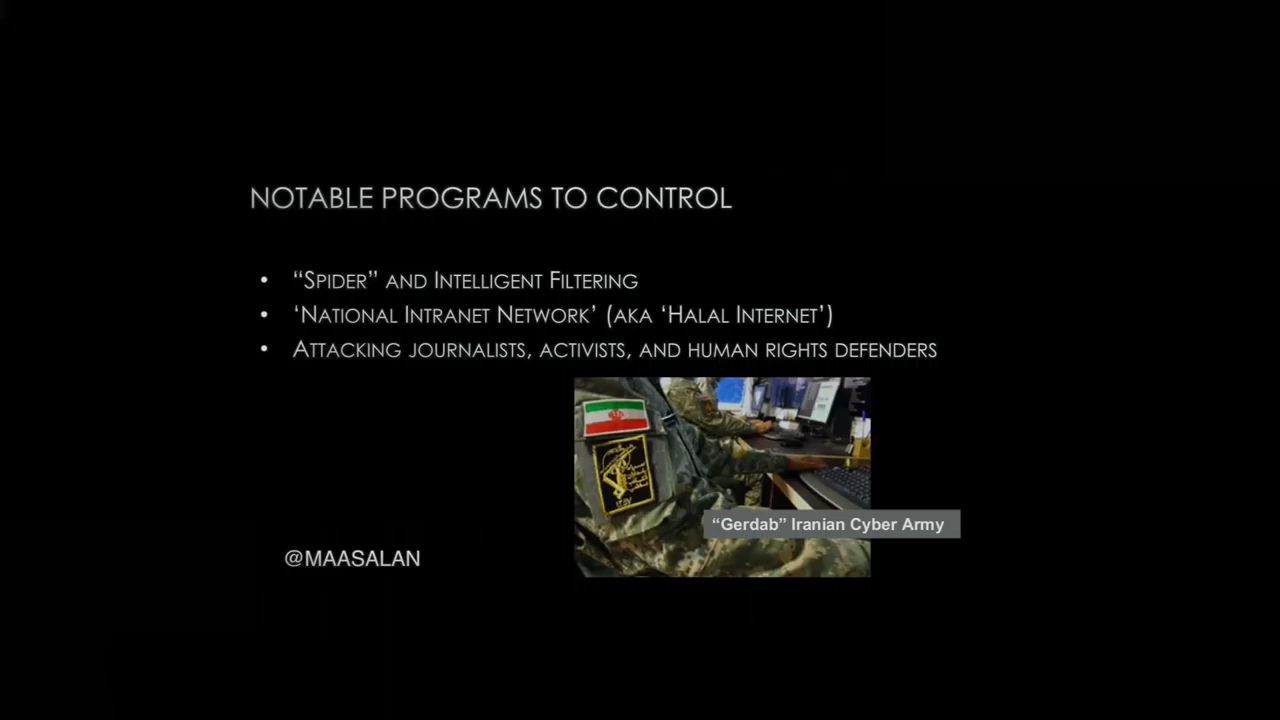 NOTABLE PROGRAMS TO CONTROL
• “SPIDER” AND INTELLIGENT FILTERING
• ‘NATIONAL INTRANET NETWORK’ (AKA ‘HALAL INTERNET’)
• ATTACKING JOURNALISTS, ACTIVISTS, AND HUMAN RIGHTS DEFENDERS
“Gerdab” Iranian Cyber Army
@MAASALAN